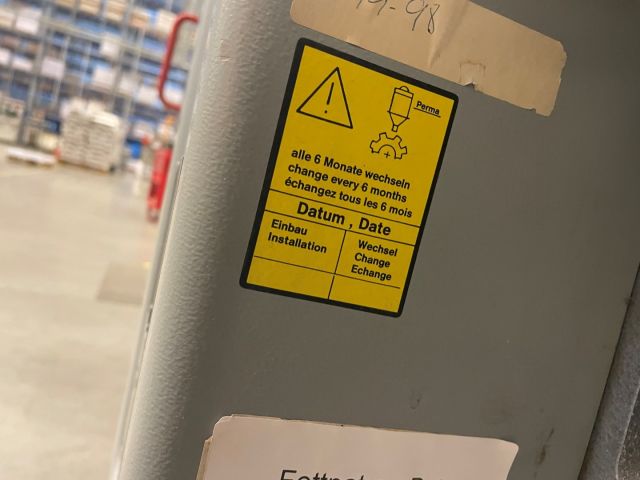 Perma
alle 6 Monate wechseln
change every 6 months
échangez tous les 6 mois
Datum , Date
Einbau
Installation
Wechsel
Change
Echange